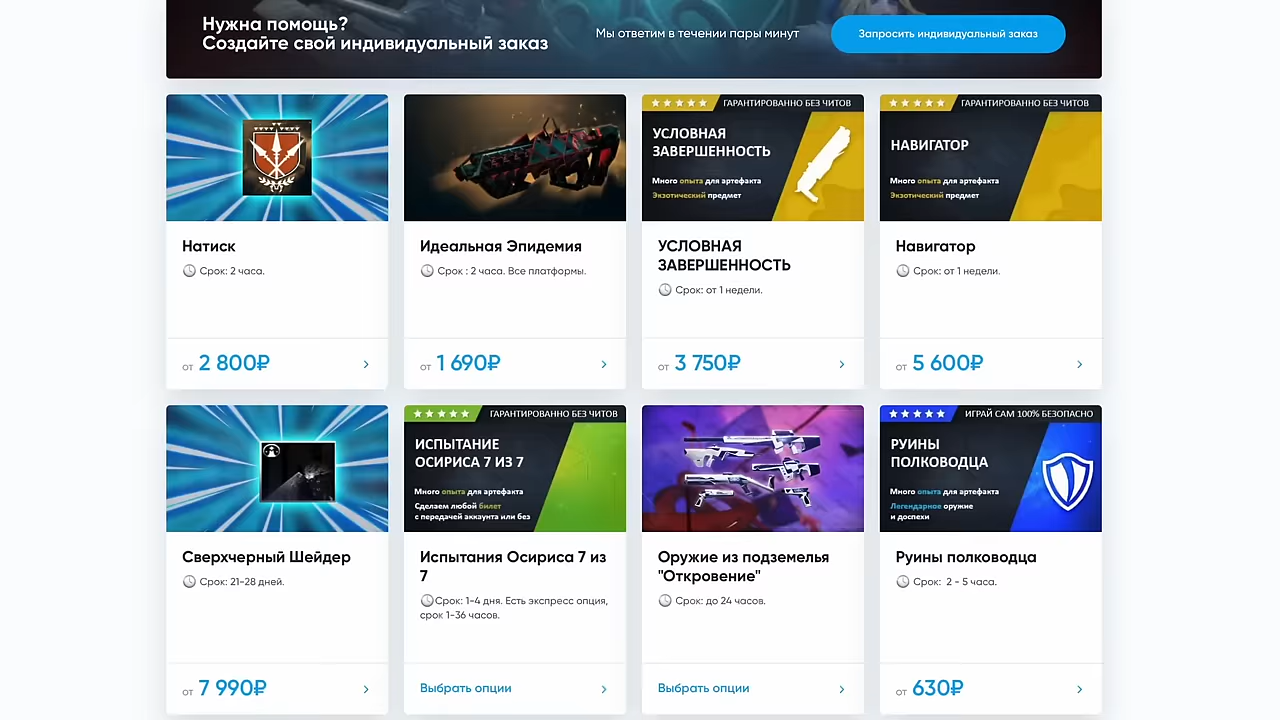 Нужна помощь?
Создайте свой индивидуальный заказ
Мы ответим в течении пары минут
Запросить индивидуальный заказ
Натиск
Срок: 2 часа.
от 2 800₽
Идеальная Эпидемия
Срок : 2 часа. Все платформы.
от 1 690₽
ГАРАНТИРОВАННО БЕЗ ЧИТОВ
УСЛОВНАЯ
ЗАВЕРШЕННОСТЬ
Много опыта для артефакта
Экзотический предмет
УСЛОВНАЯ
ЗАВЕРШЕННОСТЬ
Срок: от 1 недели.
от 3 750₽
ГАРАНТИРОВАННО БЕЗ ЧИТОВ
НАВИГАТОР
Много опыта для артефакта
Экзотический предмет
Навигатор
Срок: от 1 недели.
от 5 600₽
Сверхчерный Шейдер
Срок: 21-28 дней.
от 7 990₽
ГАРАНТИРОВАННО БЕЗ ЧИТОВ
ИСПЫТАНИЕ
ОСИРИСА 7 ИЗ 7
Много опыта для артефакта
Сделаем любой билет
с передачей аккаунта или без
Испытания Осириса 7 из
7
Срок: 1-4 дня. Есть экспресс опция,
срок 1-36 часов.
Выбрать опции
Оружие из подземелья
"Откровение"
Срок: до 24 часов.
Выбрать опции
ИГРАЙ САМ 100% БЕЗОПАСНО
РУИНЫ
ПОЛКОВОДЦА
Много опыта для артефакта
Легендарное оружие
и доспехи
Руины полководца
Срок: 2 - 5 часа.
от 630₽